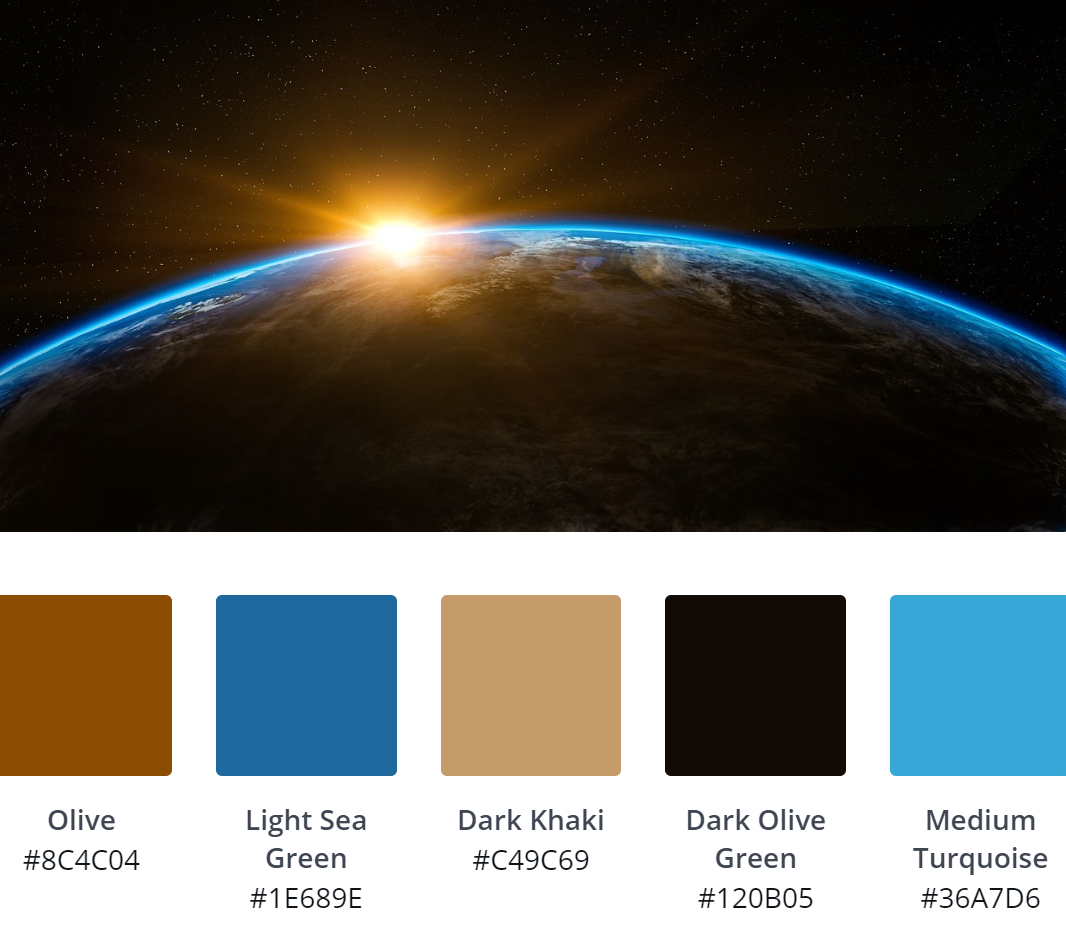 Olive
#8C4C04
Light Sea
Green
#1E689E
Dark Khaki
#C49C69
Dark Olive
Green
#120B05
Medium
Turquoise
#36A7D6